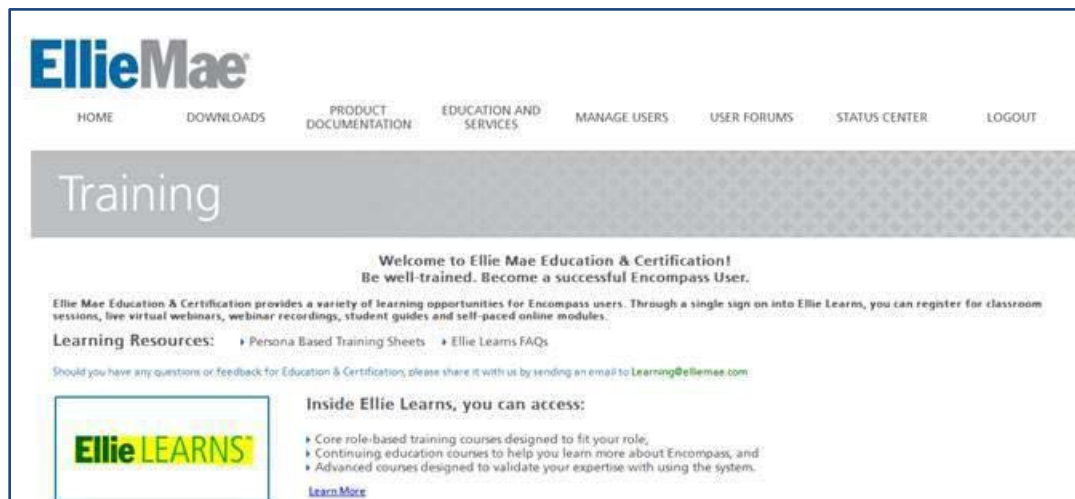 EllieMae
HOME DOWNLOADS PRODUCT DOCUMENTATION EDUCATION AND SERVICES MANAGE USERS USER FORUMS STATUS CENTER LOGOUT
Training
Welcome to Ellie Mae Education & Certification!
Be well-trained. Become a successful Encompass User.
Ellie Mae Education & Certification provides a variety of learning opportunities for Encompass users. Through a single sign on into Ellie Learns, you can register for classroom
sessions, live virtual webinars, webinar recordings, student guides and self-paced online modules.
Learning Resources: Persona Based Training Sheets Ellie Learns FAQs
Should you have any questions or feedback for Education & Certification, please share it with us by sending an email to Learning@elliemae.com
Ellie LEARNS™
Inside Ellie Learns, you can access:
Core role-based training courses designed to fit your role,
Continuing education courses to help you learn more about Encompass, and
Advanced courses designed to validate your expertise with using the system.
Learn More